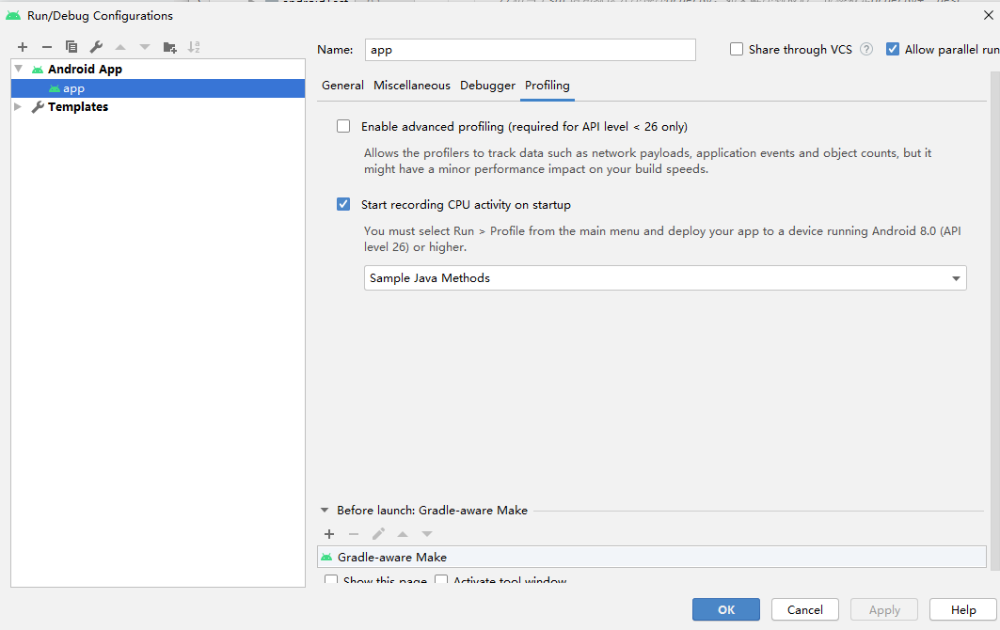 Run/Debug Configurations
Name: app Share through VCS ? Allow parallel run
Android App
app
Templates
General Miscellaneous Debugger Profiling
Enable advanced profiling (required for API level < 26 only)
Allows the profilers to track data such as network payloads, application events and object counts, but it
might have a minor performance impact on your build speeds.
Start recording CPU activity on startup
You must select Run > Profile from the main menu and deploy your app to a device running Android 8.0 (API
level 26) or higher.
Sample Java Methods
Before launch: Gradle-aware Make
Gradle-aware Make
Show this page Activate tool window
OK Cancel Apply Help